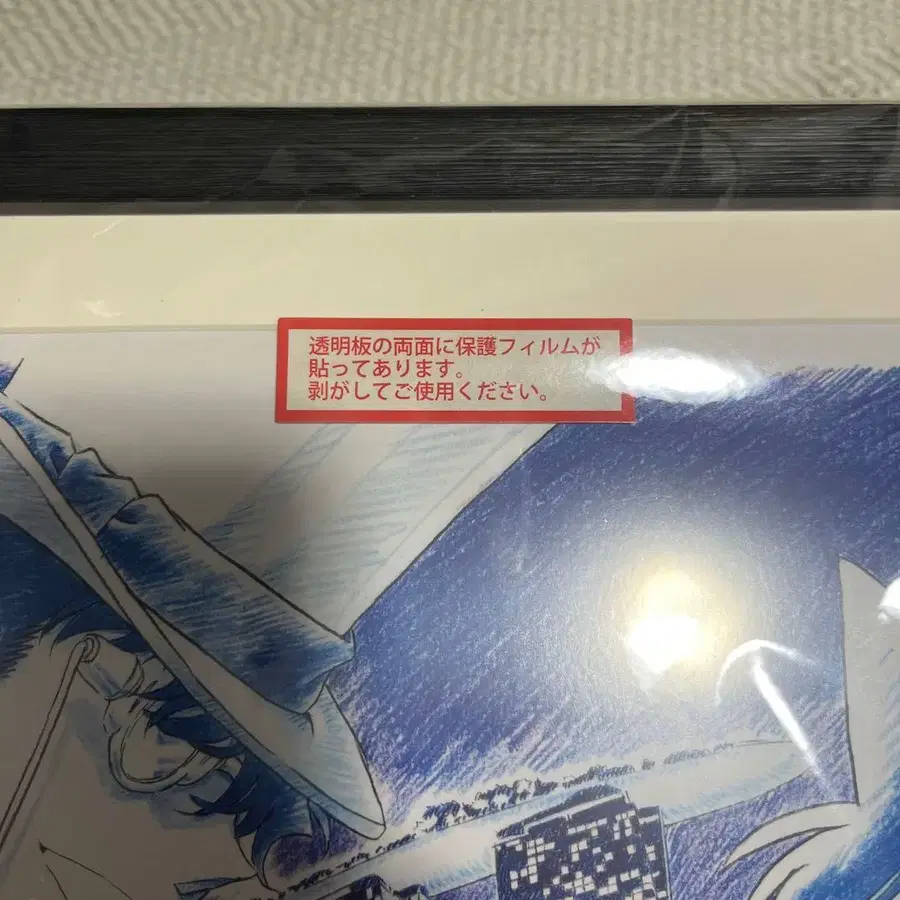 透明板の両面に保護フィルムが
貼ってあります。
剥がしてご使用ください。